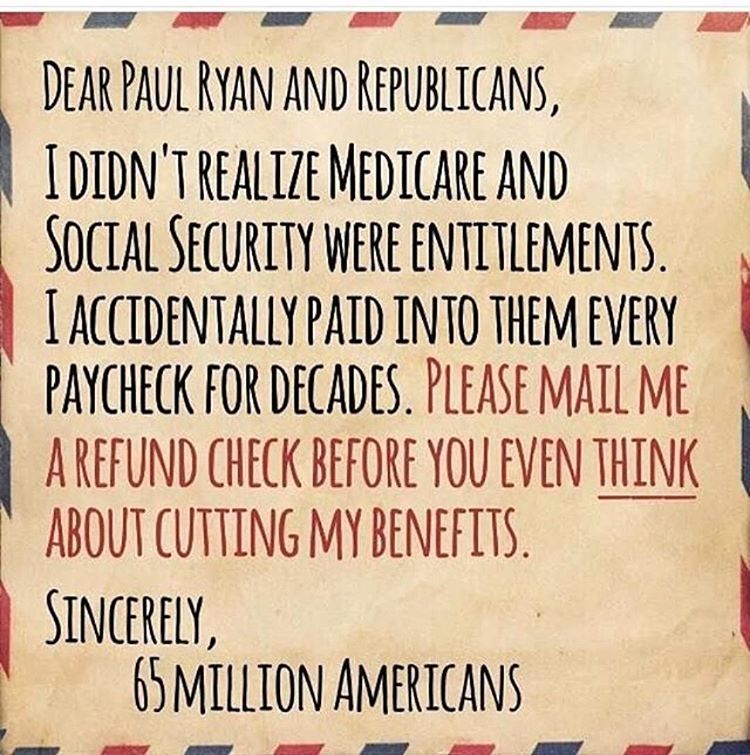 DEAR PAUL RYAN AND REPUBLICANS,
I DIDN'T REALIZE MEDICARE AND
SOCIAL SECURITY WERE ENTITLEMENTS.
I ACCIDENTALLY PAID INTO THEM EVERY
PAYCHECK FOR DECADES. PLEASE MAIL ME
A REFUND CHECK BEFORE YOU EVEN THINK
ABOUT CUTTING MY BENEFITS.
SINCERELY,
65 MILLION AMERICANS